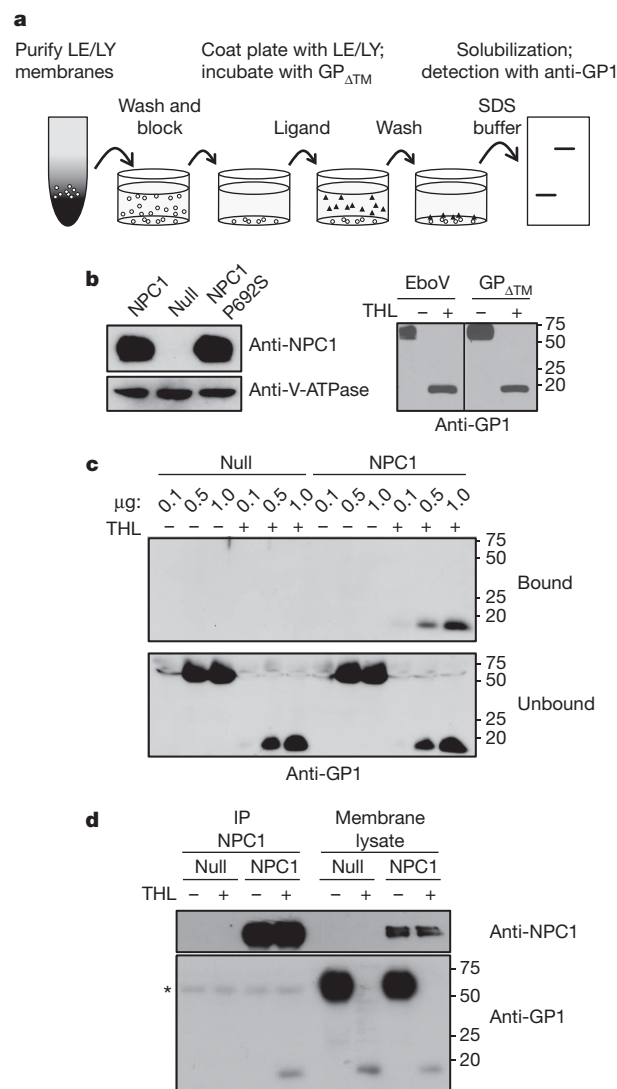 a
Purify LE/LY
membranes
Coat plate with LE/LY;
incubate with GPΔTM
Solubilization;
detection with anti-GP1
Wash and
block
Ligand
Wash
SDS
buffer
b
NPC1
Null
NPC1
P692S
Anti-NPC1
Anti-V-ATPase
EboV
GPΔTM
THL – + – +
75
50
25
20
Anti-GP1
c
Null
NPC1
μg: 0.1 0.5 1.0 0.1 0.5 1.0 0.1 0.5 1.0 0.1 0.5 1.0
THL – – – + + + – – – + + +
75
50
25
20
Bound
75
50
25
20
Unbound
Anti-GP1
d
IP
NPC1
Membrane
lysate
Null NPC1 Null NPC1
THL – + – + – + – +
Anti-NPC1
*
75
50
25
20
Anti-GP1